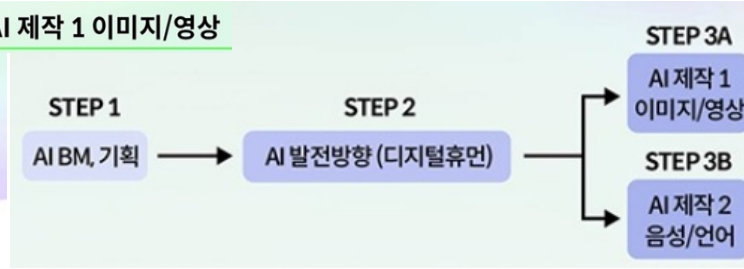 AI 제작 1 이미지/영상
STEP 1
AI BM, 기획
STEP 2
AI 발전방향 (디지털휴먼)
STEP 3A
AI 제작 1
이미지/영상
STEP 3B
AI 제작 2
음성/언어